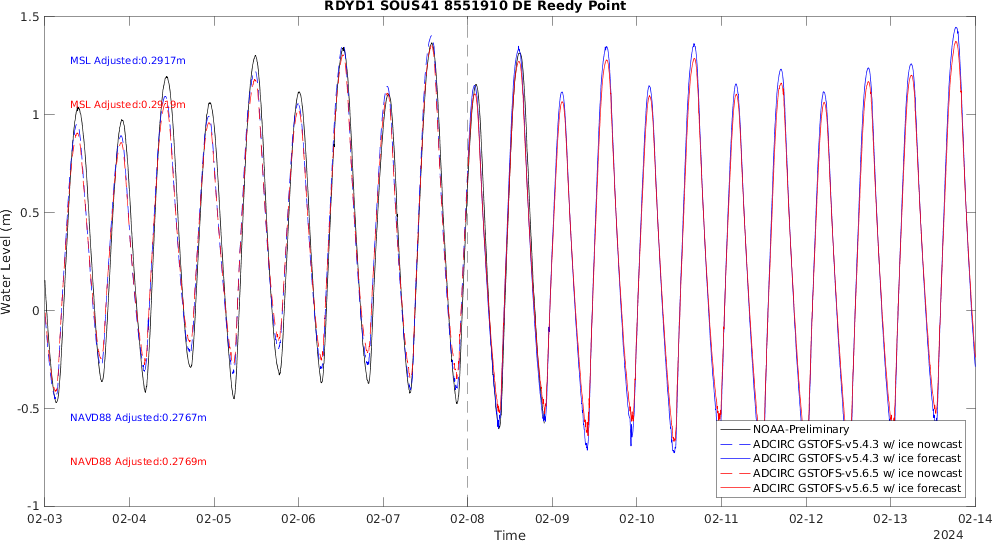 RDYD1 SOUS41 8551910 DE Reedy Point
1.5
1
0.5
0
-0.5
-1
Water Level (m)
MSL Adjusted:0.2917m
MSL Adjusted:0.2919m
NAVD88 Adjusted:0.2767m
NAVD88 Adjusted:0.2769m
NOAA-Preliminary
ADCIRC GSTOFS-v5.4.3 w/ ice nowcast
ADCIRC GSTOFS-v5.4.3 w/ ice forecast
ADCIRC GSTOFS-v5.6.5 w/ ice nowcast
ADCIRC GSTOFS-v5.6.5 w/ ice forecast
02-03 02-04 02-05 02-06 02-07 02-08 02-09 02-10 02-11 02-12 02-13 02-14
Time
2024